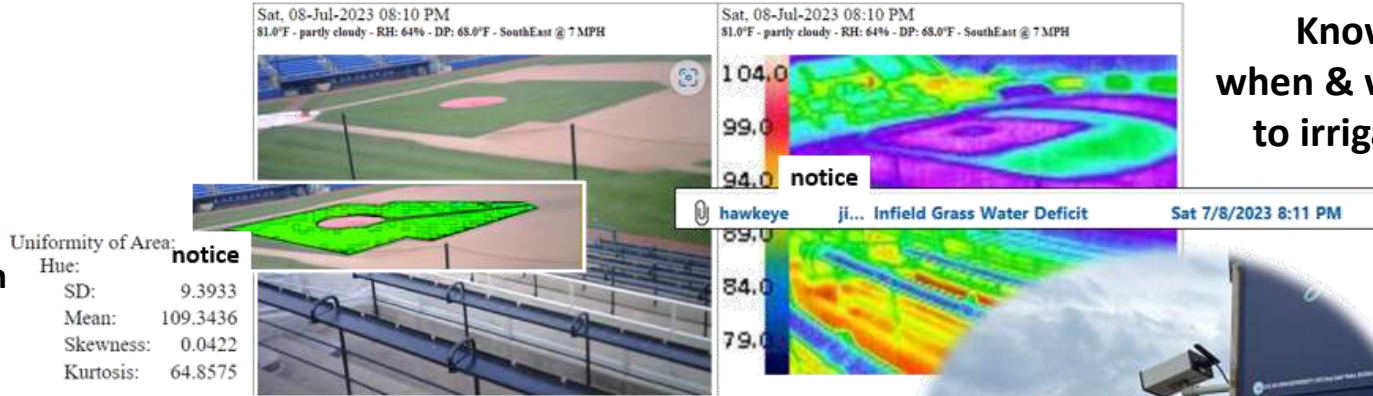 Sat, 08-Jul-2023 08:10 PM
81.0°F - partly cloudy - RH: 64% - DP: 68.0°F - SouthEast @ 7 MPH
Sat, 08-Jul-2023 08:10 PM
81.0°F - partly cloudy - RH: 64% - DP: 68.0°F - SouthEast @ 7 MPH
Know
when &
to irriga
104.0
99.0
94.0
notice
hawkeye ji... Infield Grass Water Deficit Sat 7/8/2023 8:11 PM
89.0
84.0
79.0
Uniformity of Area:
notice
Hue:
SD: 9.3933
Mean: 109.3436
Skewness: 0.0422
Kurtosis: 64.8575